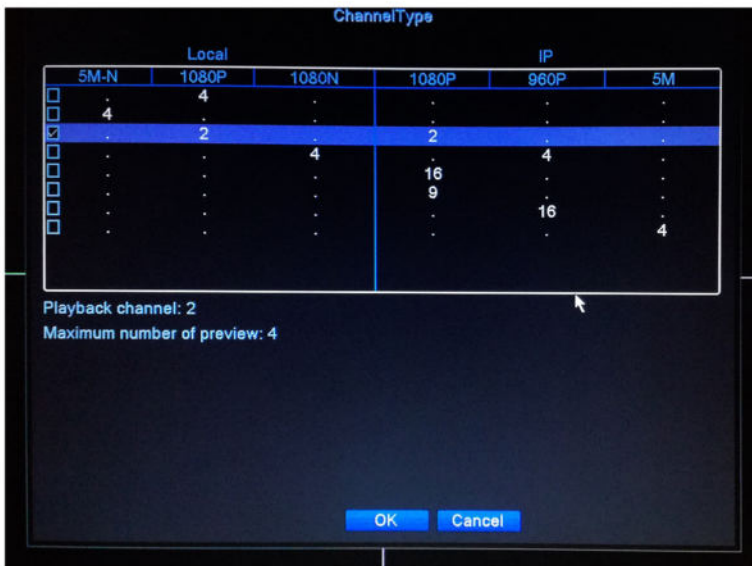 ChannelType
Local IP
5M-N 1080P 1080N 1080P 960P 5M
. 4 . . . .
4 . . . . .
. 2 . 2 . .
. . 4 . 4 .
. . . 16 . .
. . . 9 . .
. . . . 16 .
. . . . . 4
Playback channel: 2
Maximum number of preview: 4
OK Cancel